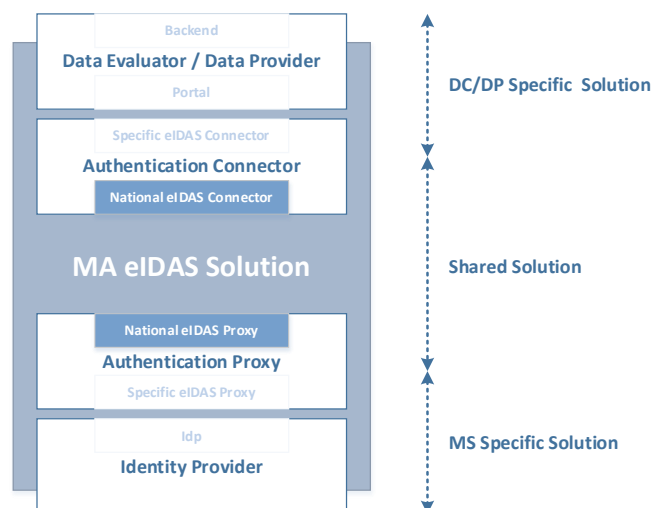 Backend
Data Evaluator / Data Provider
Portal
DC/DP Specific Solution
Specific eIDAS Connector
Authentication Connector
National eIDAS Connector
MA eIDAS Solution
Shared Solution
National eIDAS Proxy
Authentication Proxy
Specific eIDAS Proxy
Idp
MS Specific Solution
Identity Provider